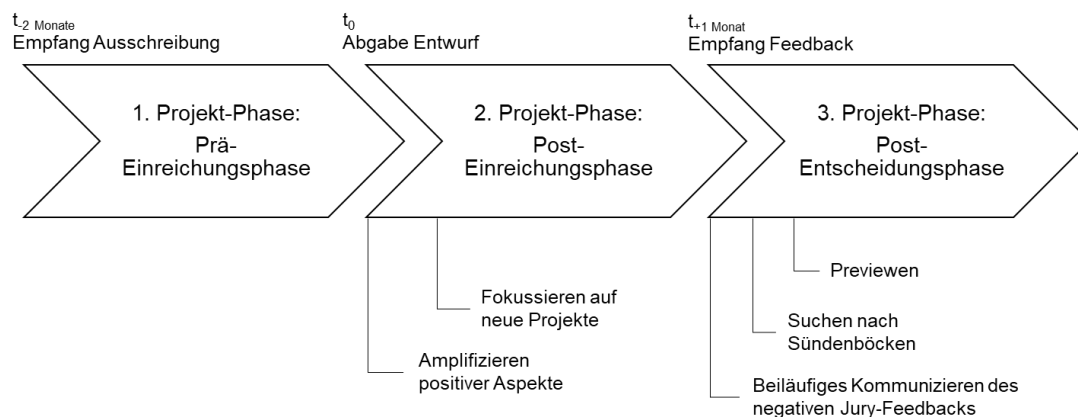 t-2 Monate
Empfang Ausschreibung
t0
Abgabe Entwurf
t+1 Monat
Empfang Feedback
1. Projekt-Phase:
Prä-
Einreichungsphase
2. Projekt-Phase:
Post-
Einreichungsphase
3. Projekt-Phase:
Post-
Entscheidungsphase
Fokussieren auf
neue Projekte
Amplifizieren
positiver Aspekte
Previewen
Suchen nach
Sündenböcken
Beiläufiges Kommunizieren des
negativen Jury-Feedbacks